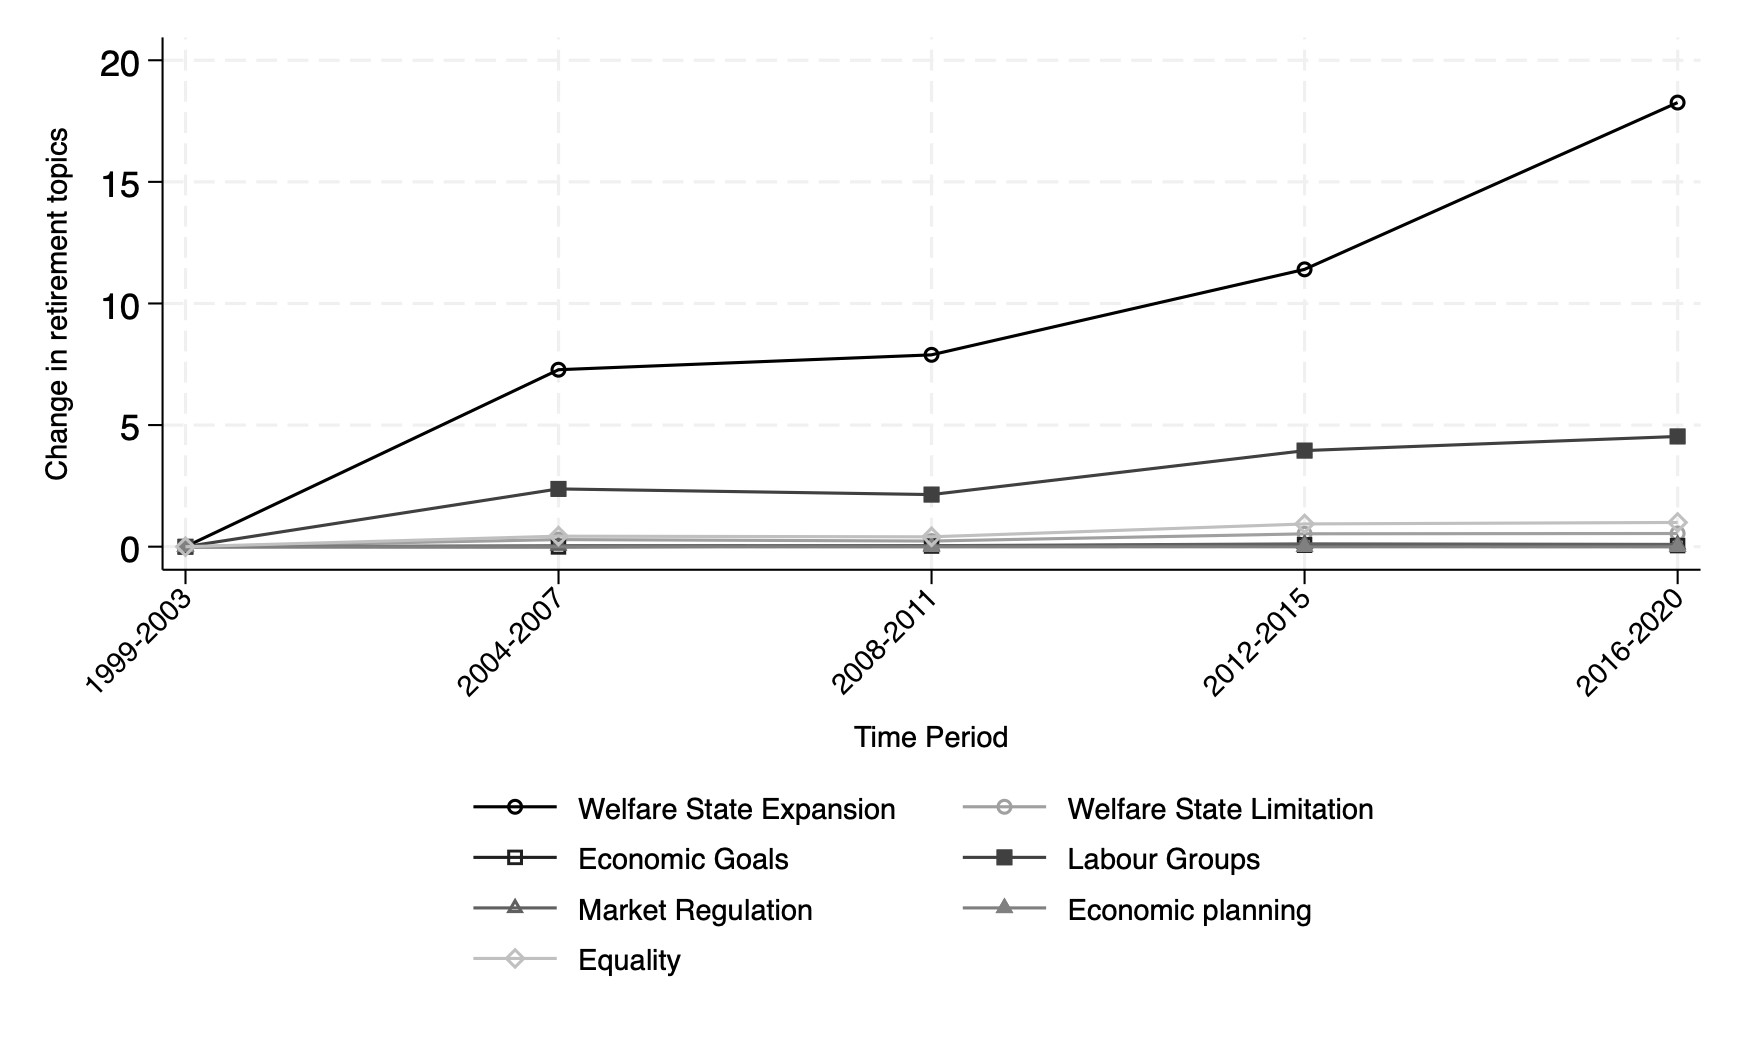 20
15
10
5
0
Change in retirement topics
1999-2003
2004-2007
2008-2011
2012-2015
2016-2020
Time Period
Welfare State Expansion
Welfare State Limitation
Economic Goals
Labour Groups
Market Regulation
Economic planning
Equality